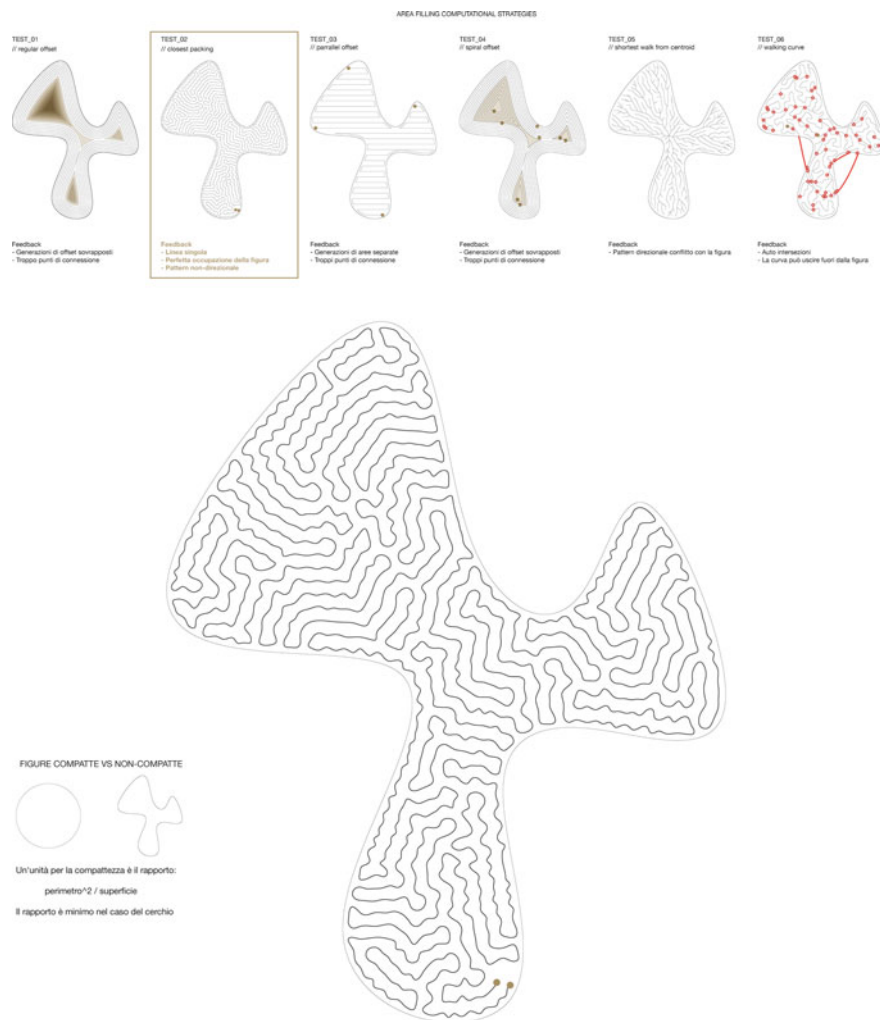 AREA FILLING COMPUTATIONAL STRATEGIES
TEST_01
// regular offset
Feedback
- Generazioni di offset sovrapposti
- Troppo punti di connessione
TEST_02
// closest packing
Feedback
- Linea singula
- Perfetta occupazione della figura
- Pattern non-direzionale
TEST_03
// parrallel offset
Feedback
- Generazioni di aree separate
- Troppi punti di connessione
TEST_04
// spiral offset
Feedback
- Generazioni di offset sovrapposti
- Troppi punti di connessione
TEST_05
// shortest walk from centroid
Feedback
- Pattern direzionale conflitto con la figura
TEST_06
// walking curve
Feedback
- Auto intersezioni
- La curva può uscire fuori dalla figura
FIGURE COMPATTE VS NON-COMPATTE
Un'unità per la compattezza è il rapporto:
perimetro^2 / superficie
Il rapporto è minimo nel caso del cerchio